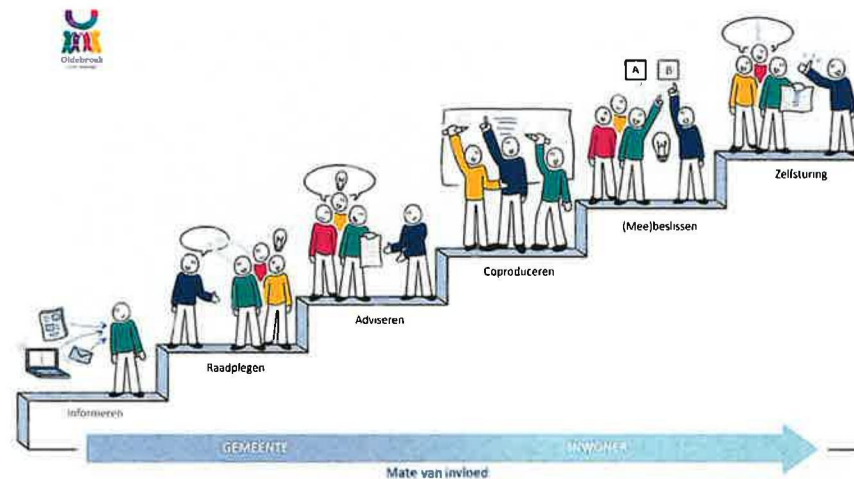 Oldebroek
A
B
Zelfsturing
(Mee)beslissen
Coproduceren
Adviseren
Raadplegen
Informeren
GEMEENTE
INWONER
Mate van invloed